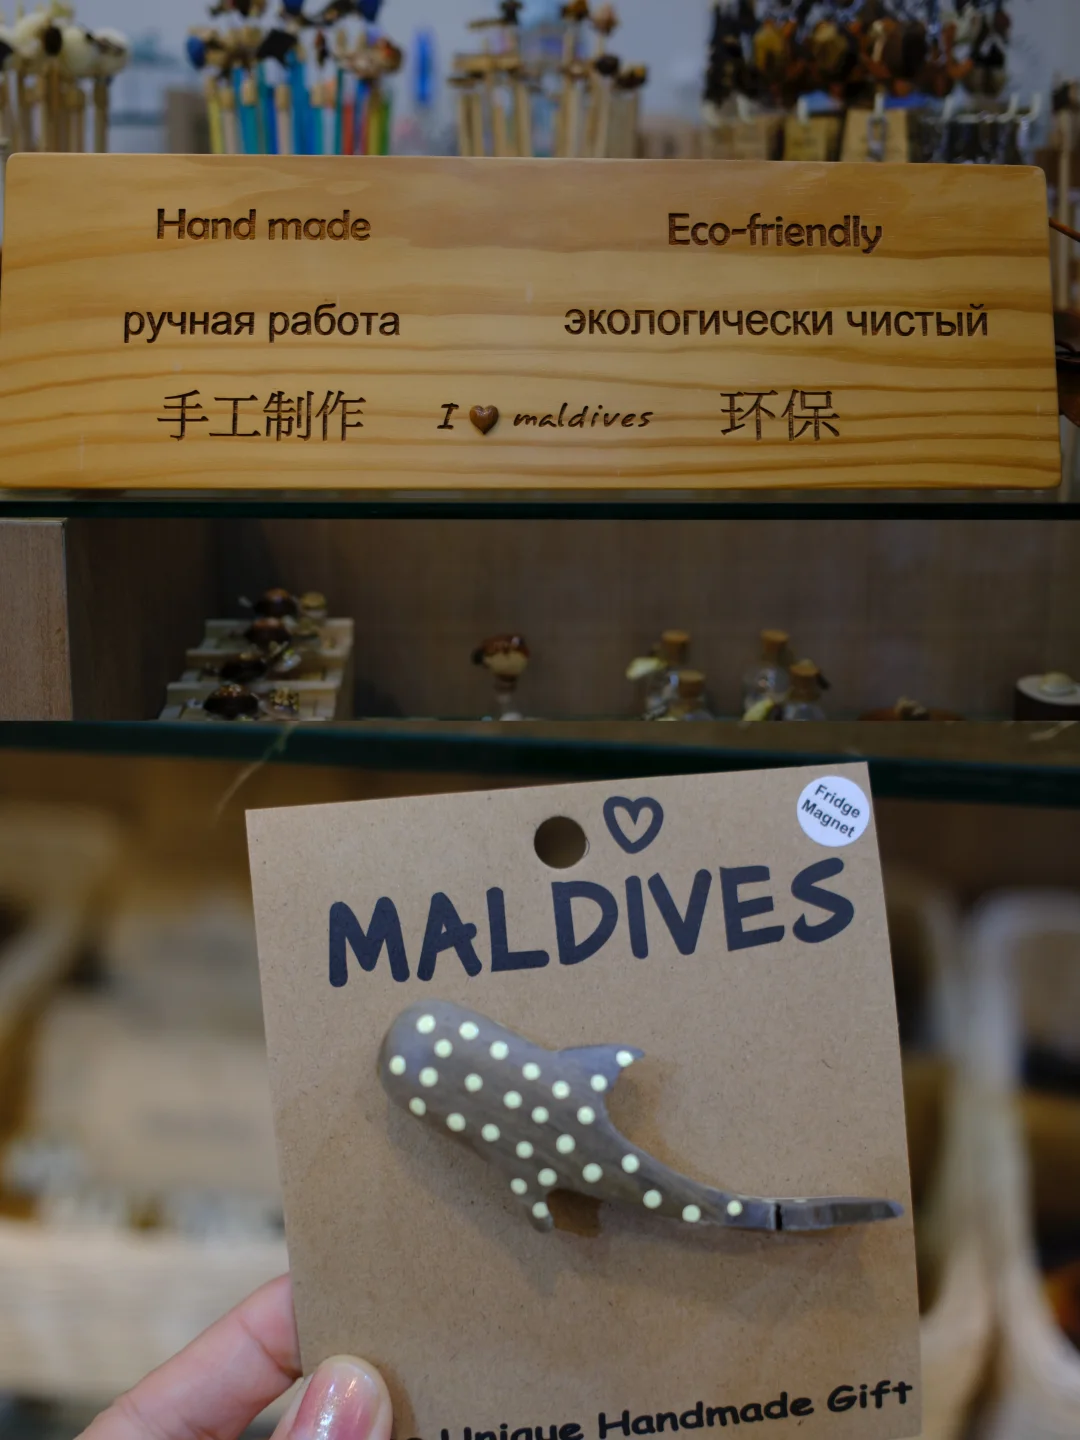 Hand made
Eco-friendly
ручная работа
экологически чистый
手工制作
I maldives
环保
Fridge
Magnet
MALDIVES
Unique Handmade Gift